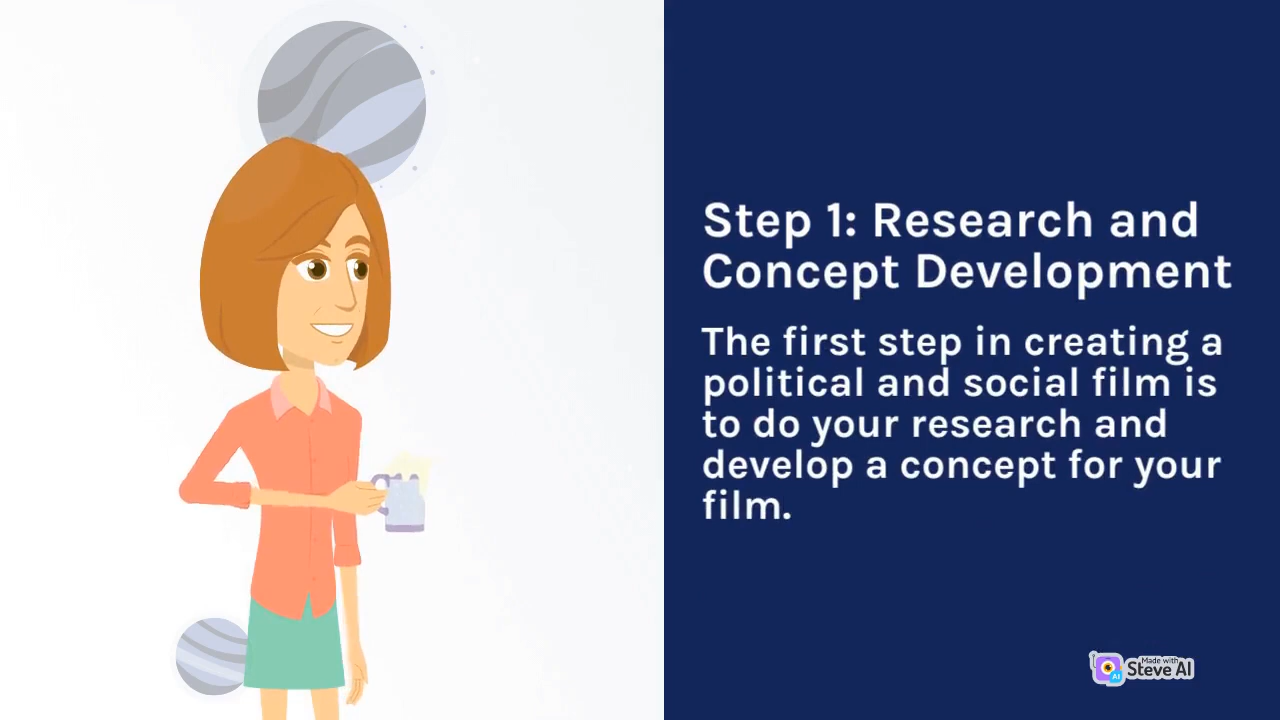 Step 1: Research and
Concept Development
The first step in creating a
political and social film is
to do your research and
develop a concept for your
film.
Made with
Steve AI
AI